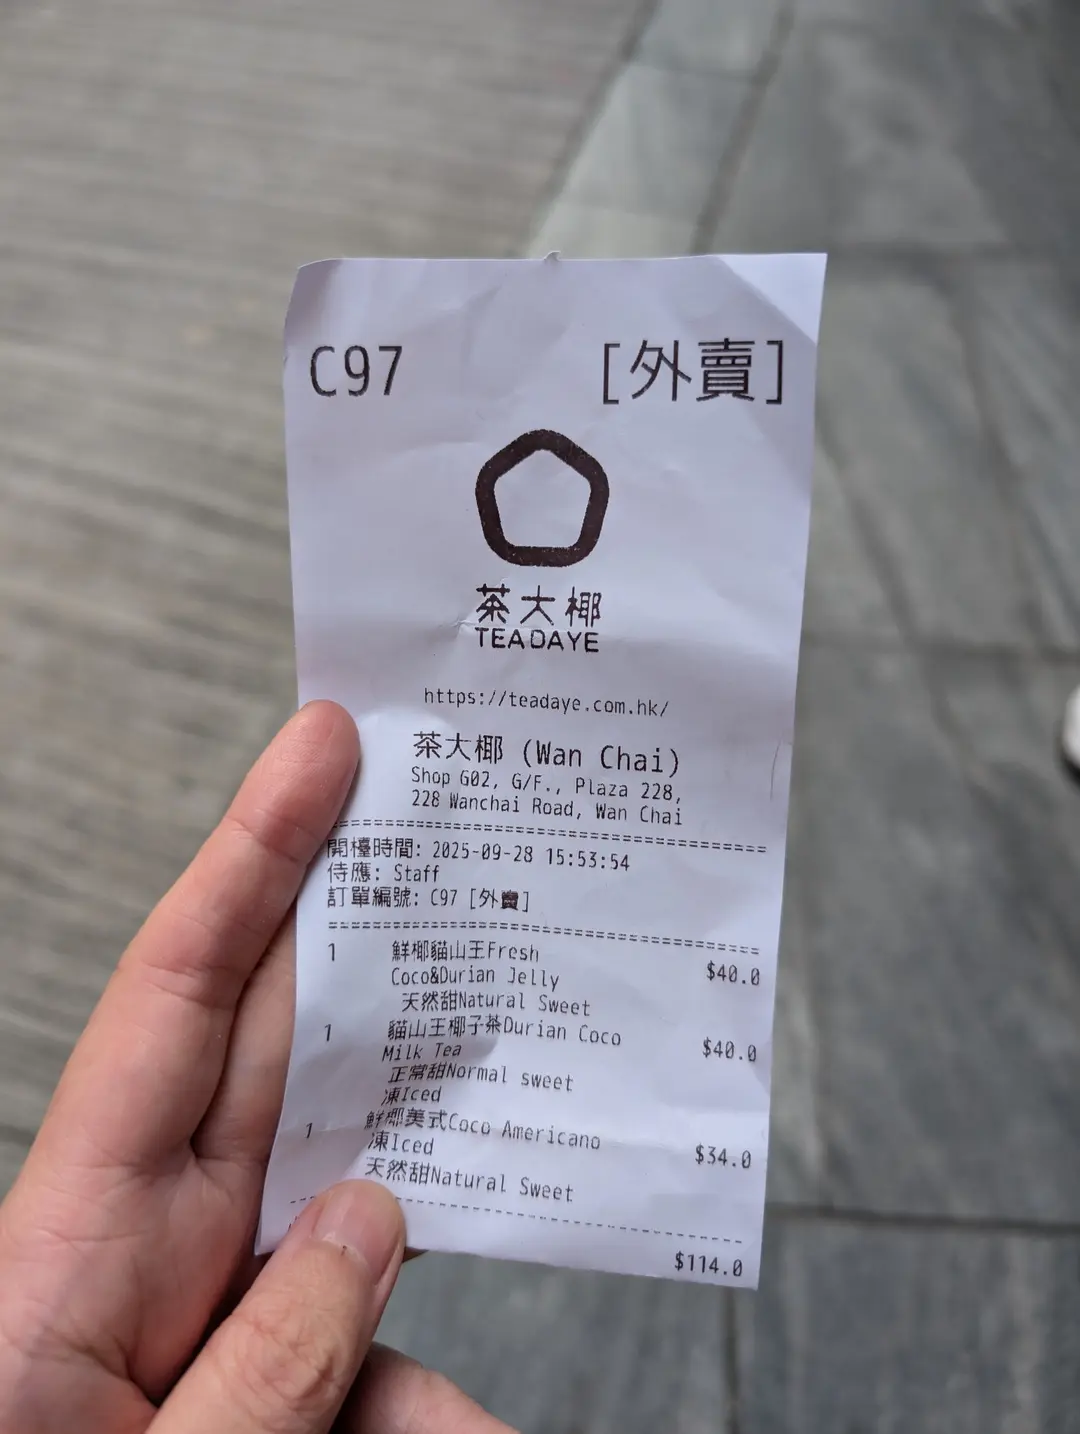 C97 [外賣]
茶大椰
TEADAYE
https://teadaye.com.hk/
茶大椰 (Wan Chai)
Shop G02, G/F., Plaza 228,
228 Wanchai Road, Wan Chai
開檯時間: 2025-09-28 15:53:54
侍應: Staff
訂單編號: C97 [外賣]
1 鮮椰貓山王Fresh
Coco&Durian Jelly $40.0
天然甜Natural Sweet
1 貓山王椰子茶Durian Coco
Milk Tea $40.0
正常甜Normal sweet
凍Iced
1 鮮椰美式Coco Americano
凍Iced $34.0
天然甜Natural Sweet
$114.0